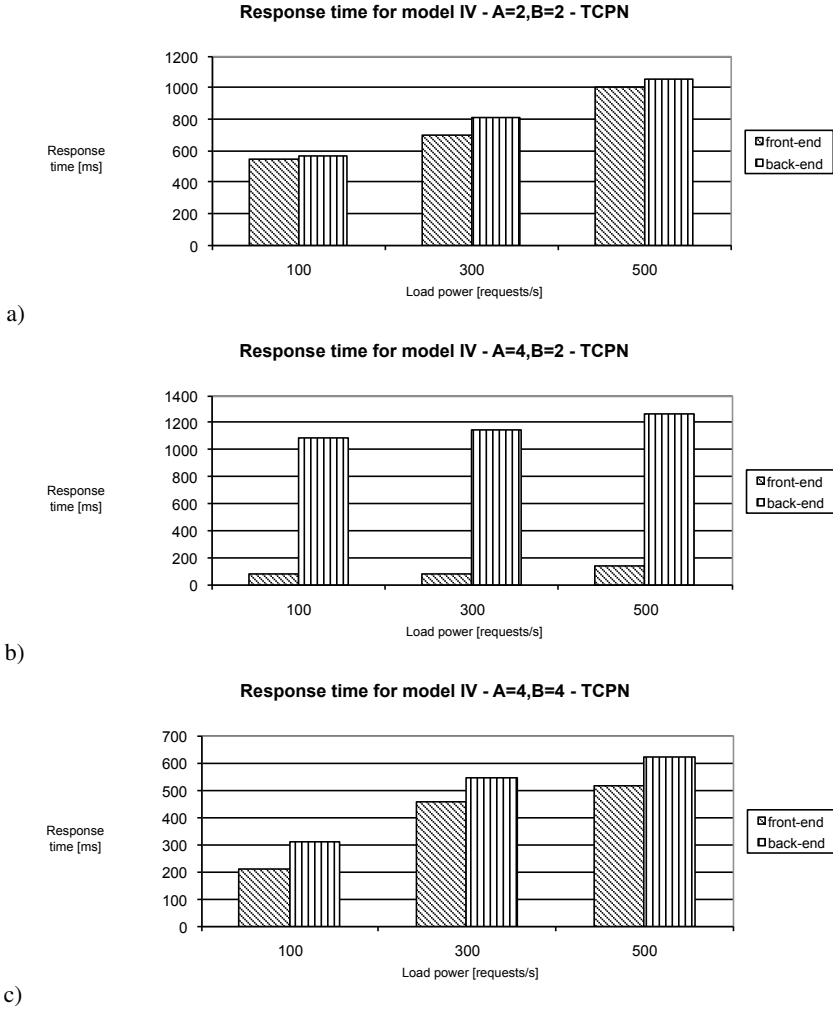 Response time for model IV - A=2,B=2 - TCPN
1200
1000
800
600
400
200
0
Response
time [ms]
100
300
500
Load power [requests/s]
front-end
back-end
a)
Response time for model IV - A=4,B=2 - TCPN
1400
1200
1000
800
600
400
200
0
Response
time [ms]
100
300
500
Load power [requests/s]
front-end
back-end
b)
Response time for model IV - A=4,B=4 - TCPN
700
600
500
400
300
200
100
0
Response
time [ms]
100
300
500
Load power [requests/s]
front-end
back-end
c)